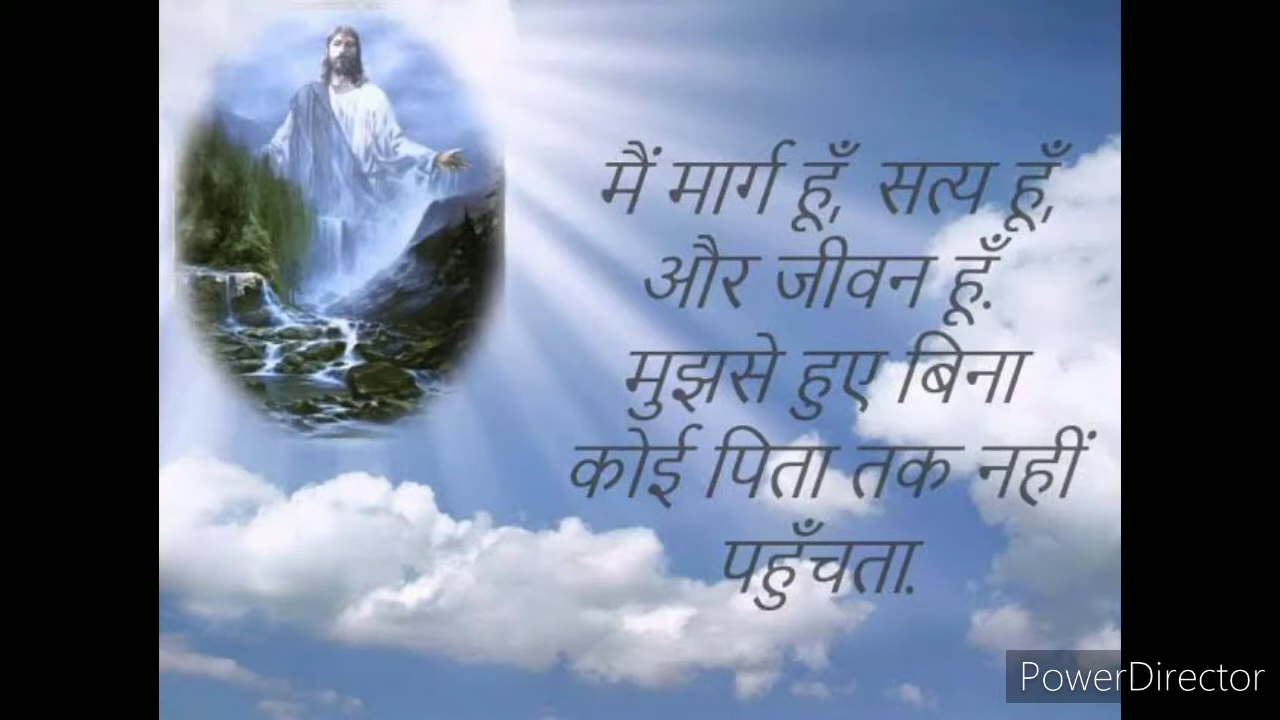 मैं मार्ग हूँ, सत्य हूँ,
और जीवन हूँ.
मुझसे हुए बिना
कोई पिता तक नहीं
पहुँचता.
PowerDirector